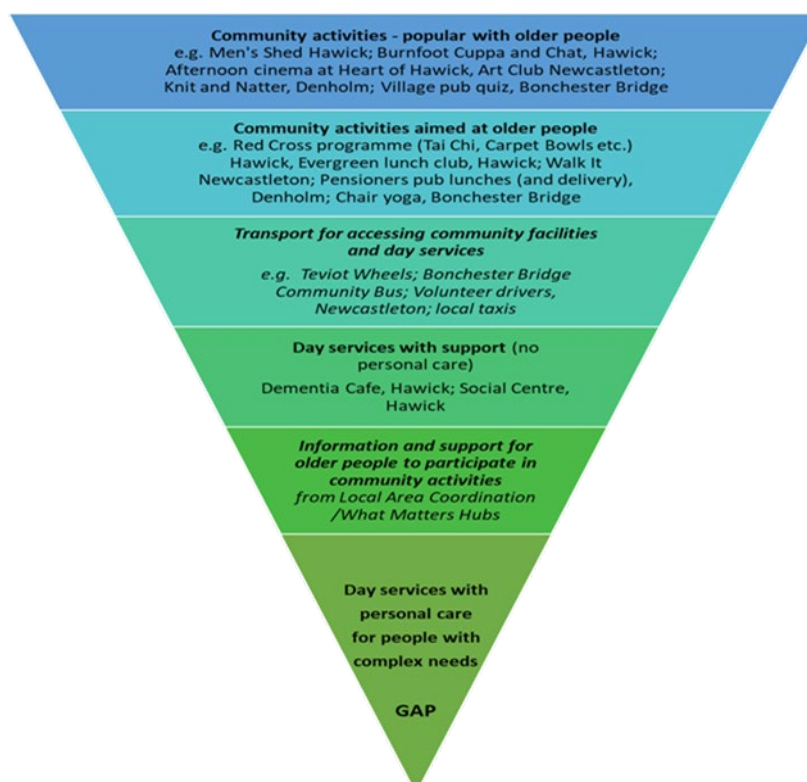 Community activities - popular with older people
e.g. Men's Shed Hawick; Burnfoot Cuppa and Chat, Hawick;
Afternoon cinema at Heart of Hawick, Art Club Newcastleton;
Knit and Natter, Denholm; Village pub quiz, Bonchester Bridge
Community activities aimed at older people
e.g. Red Cross programme (Tai Chi, Carpet Bowls etc.)
Hawick, Evergreen lunch club, Hawick; Walk It
Newcastleton; Pensioners pub lunches (and delivery),
Denholm; Chair yoga, Bonchester Bridge
Transport for accessing community facilities
and day services
e.g. Teviot Wheels; Bonchester Bridge
Community Bus; Volunteer drivers,
Newcastleton; local taxis
Day services with support (no
personal care)
Dementia Cafe, Hawick; Social Centre,
Hawick
Information and support for
older people to participate in
community activities
from Local Area Coordination
/What Matters Hubs
Day services with
personal care
for people with
complex needs
GAP